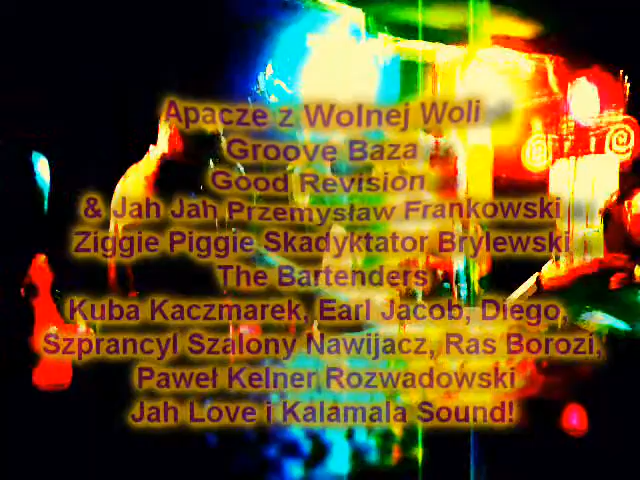 Apacze z Wolnej Woli
Groove Baza
Good Revision
& Jah Jah Przemysław Frankowski
Ziggie Piggie Skadyktator Brylewski
The Bartenders
Kuba Kaczmarek, Earl Jacob, Diego,
Szprancyl Szalony Nawijacz, Ras Borozi,
Paweł Kelner Rozwadowski
Jah Love i Kalamala Sound!